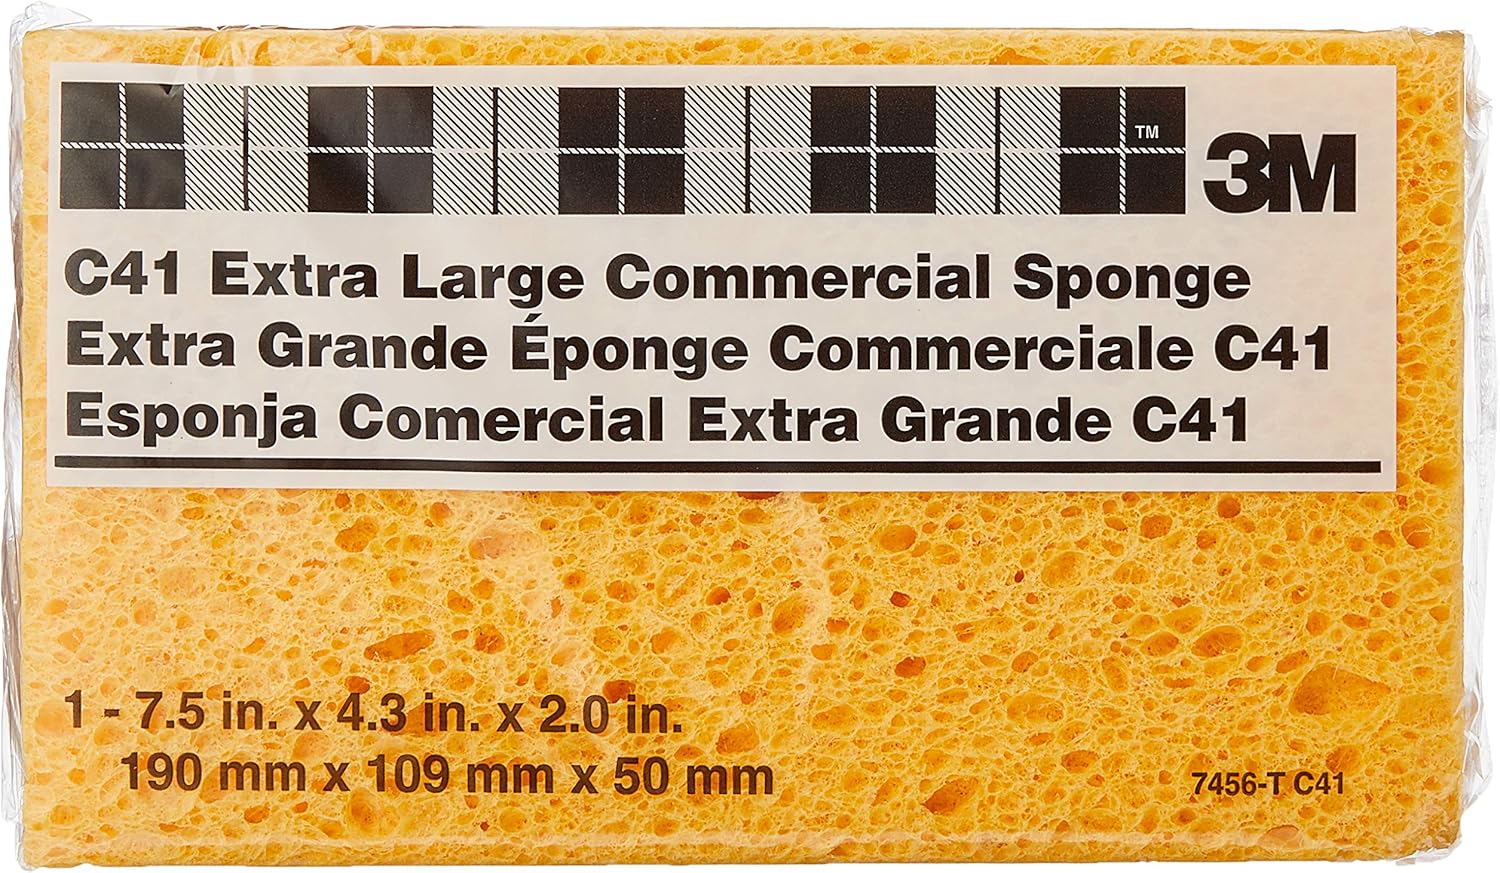 TM
3M
C41 Extra Large Commercial Sponge
Extra Grande Éponge Commerciale C41
Esponja Comercial Extra Grande C41
1 - 7.5 in. x 4.3 in. x 2.0 in.
190 mm x 109 mm x 50 mm
7456-T C41